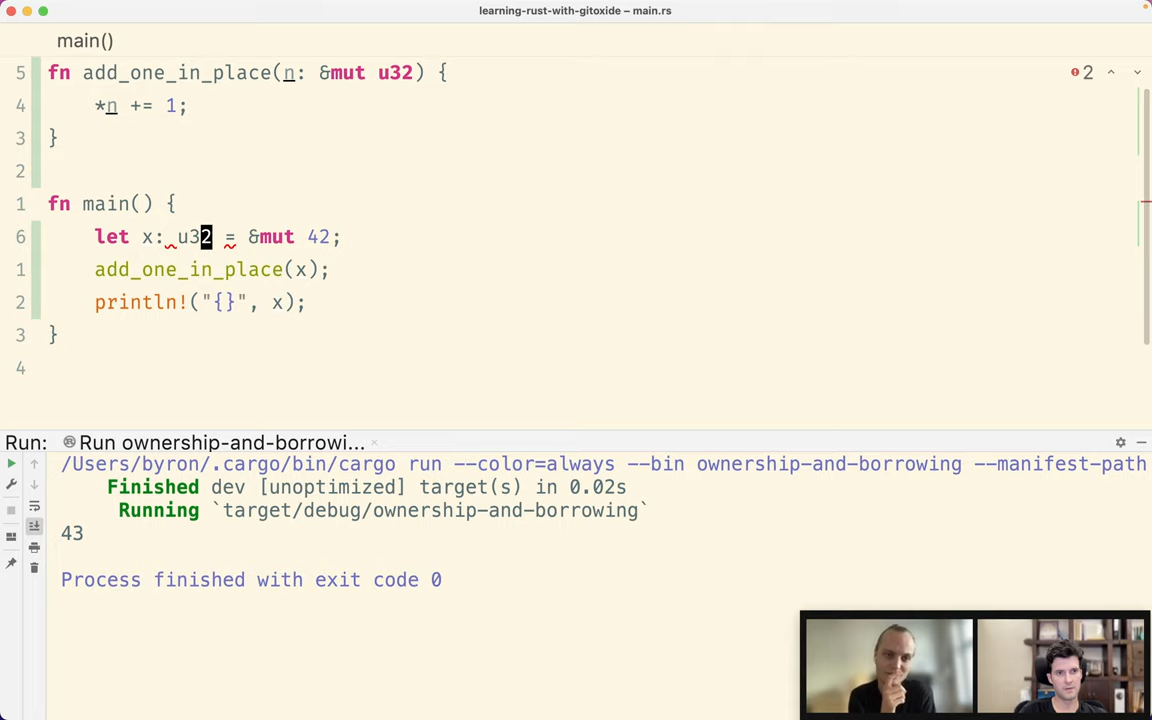 learning-rust-with-gitoxide – main.rs
main()
5 fn add_one_in_place(n: &mut u32) {
4 *n += 1;
3 }
2
1 fn main() {
6 let x: u32 = &mut 42;
1 add_one_in_place(x);
2 println!("{}", x);
3 }
4
2
Run: Run ownership-and-borrowi...
/Users/byron/.cargo/bin/cargo run --color=always --bin ownership-and-borrowing --manifest-path
Finished dev [unoptimized] target(s) in 0.02s
Running `target/debug/ownership-and-borrowing`
43
Process finished with exit code 0